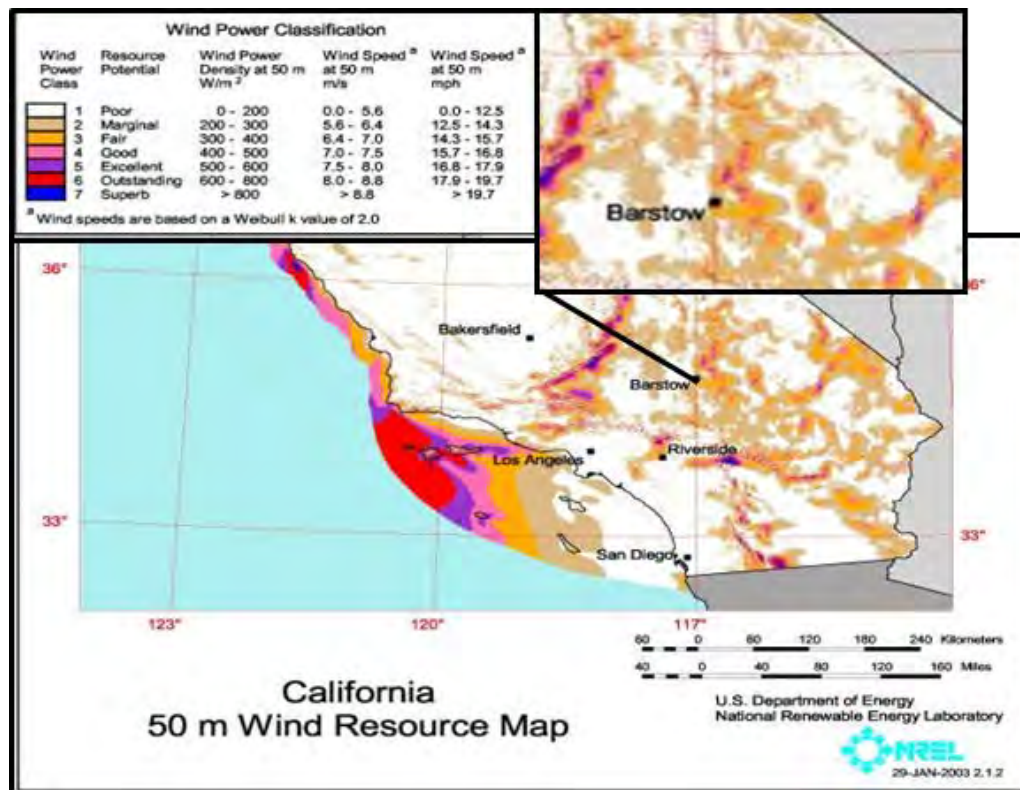 Wind Power Classification
Wind Power Class Resource Potential Wind Power Density at 50 m W/m² Wind Speed ᵃ at 50 m m/s Wind Speed ᵃ at 50 m mph
1 Poor 0 - 200 0.0 - 5.6 0.0 - 12.5
2 Marginal 200 - 300 5.6 - 6.4 12.5 - 14.3
3 Fair 300 - 400 6.4 - 7.0 14.3 - 15.7
4 Good 400 - 500 7.0 - 7.5 15.7 - 16.8
5 Excellent 500 - 600 7.5 - 8.0 16.8 - 17.9
6 Outstanding 600 - 800 8.0 - 8.8 17.9 - 19.7
7 Superb > 800 > 8.8 > 19.7
ᵃ Wind speeds are based on a Weibull k value of 2.0
Barstow
36°
Bakersfield
Barstow
Riverside
Los Angeles
33°
33°
San Diego
123° 120° 117°
60 0 60 120 180 240 Kilometers
40 0 40 80 120 160 Miles
California
50 m Wind Resource Map
U.S. Department of Energy
National Renewable Energy Laboratory
NREL
29-JAN-2003 2.1.2